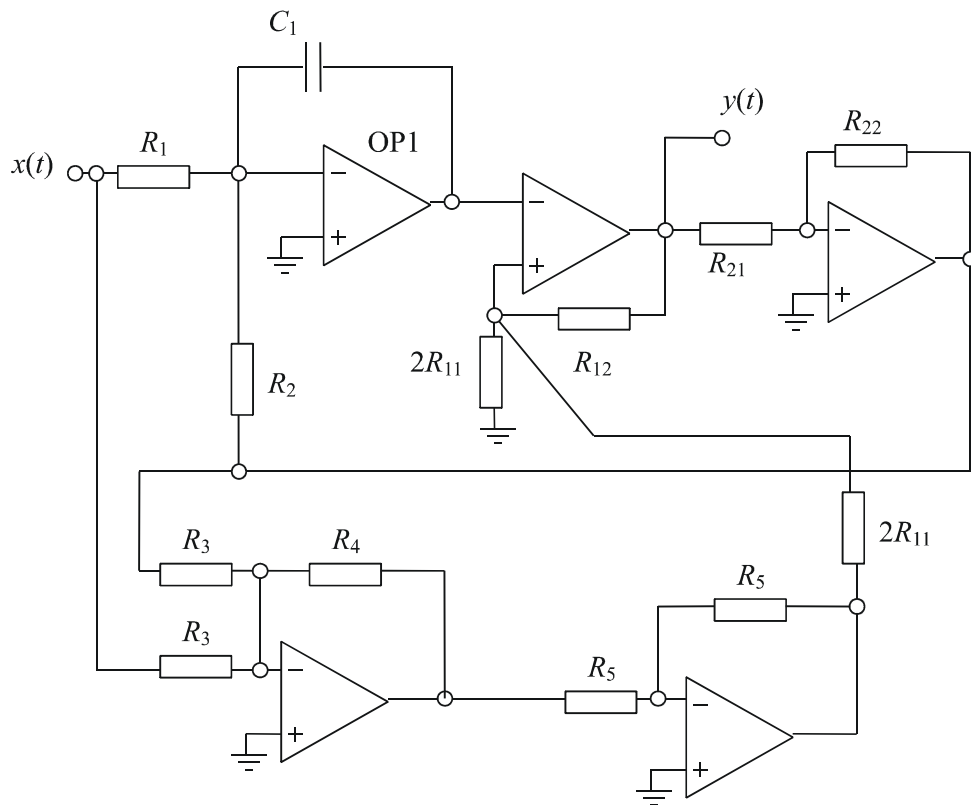 C₁
y(t)
R₁
OP1
R₂₂
x(t)
−
+
−
+
R₂₁
−
+
2R₁₁
R₁₂
R₂
R₃
R₄
2R₁₁
R₅
R₃
−
+
R₅
−
+